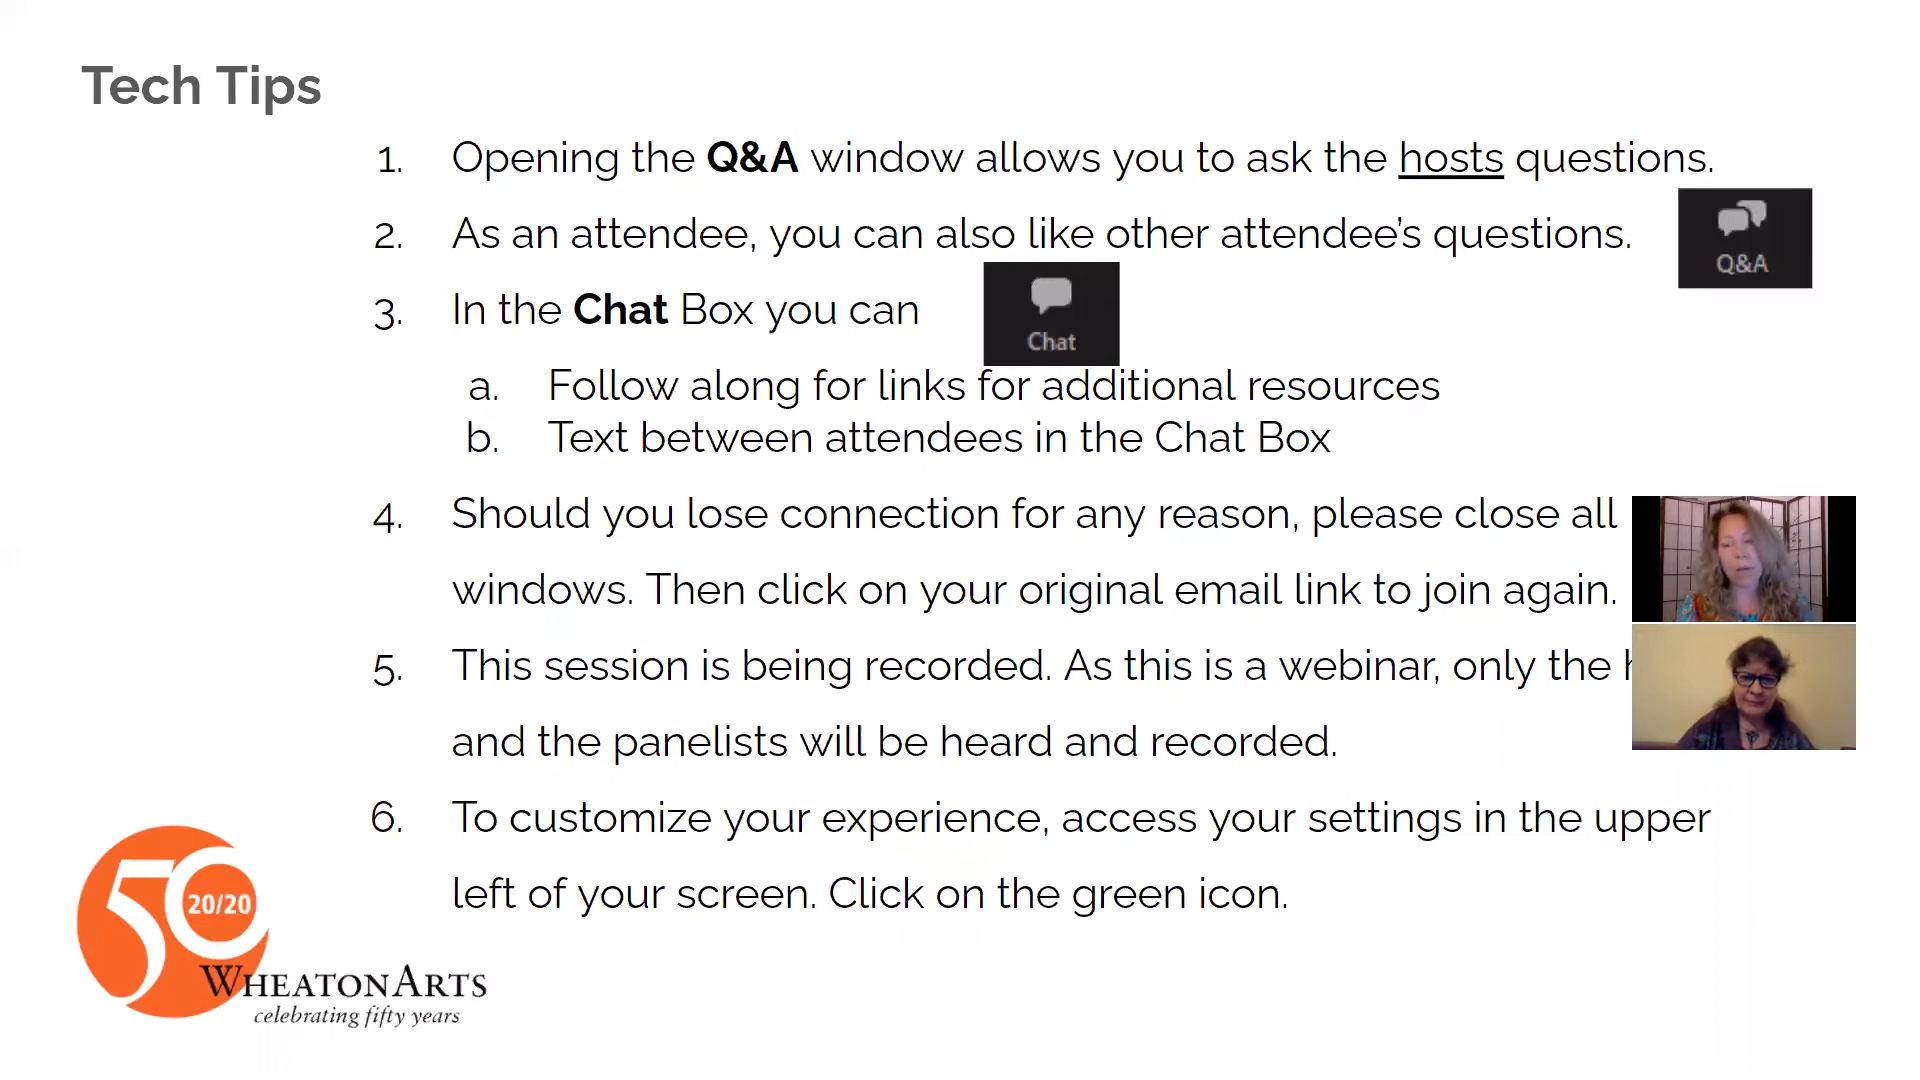 Tech Tips
1. Opening the Q&A window allows you to ask the hosts questions.
2. As an attendee, you can also like other attendee's questions.
Q&A
3. In the Chat Box you can
Chat
a. Follow along for links for additional resources
b. Text between attendees in the Chat Box
4. Should you lose connection for any reason, please close all
windows. Then click on your original email link to join again.
5. This session is being recorded. As this is a webinar, only the
and the panelists will be heard and recorded.
6. To customize your experience, access your settings in the upper
left of your screen. Click on the green icon.
50
20/20
WHEATONARTS
celebrating fifty years